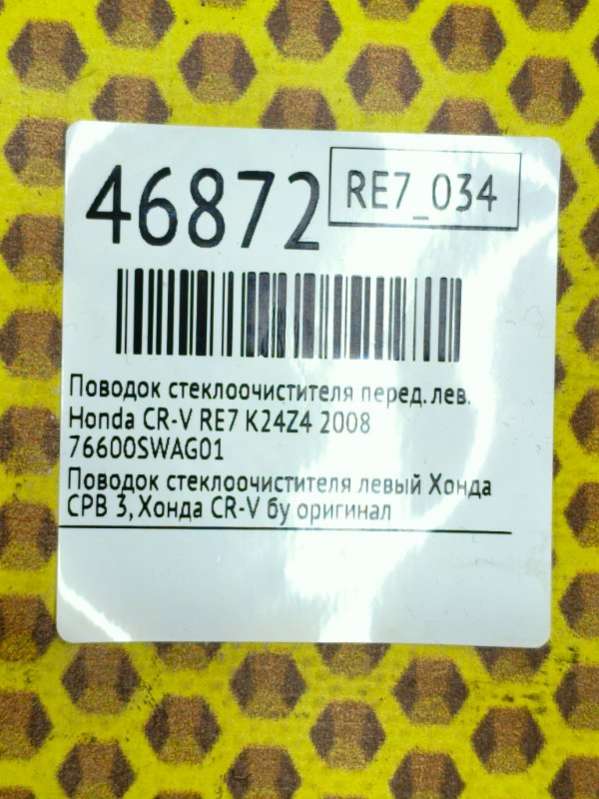 46872
RE7_034
Поводок стеклоочистителя перед. лев.
Honda CR-V RE7 K24Z4 2008
76600SWAG01
Поводок стеклоочистителя левый Хонда
СРВ 3, Хонда CR-V бу оригинал